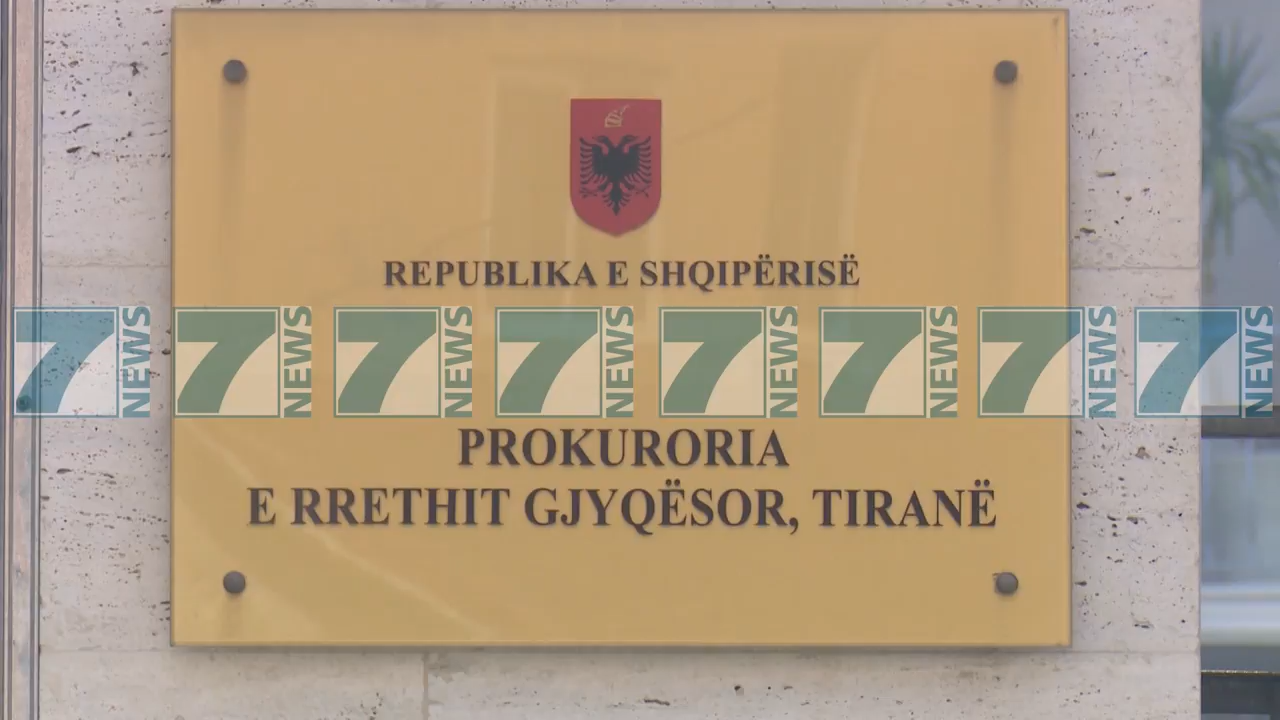 REPUBLIKA E SHQIPËRISË
7 NEWS 7 NEWS 7 NEWS 7 NEWS 7 NEWS 7 NEWS 7 NEWS 7 NEWS
PROKURORIA
E RRETHIT GJYQËSOR, TIRANË